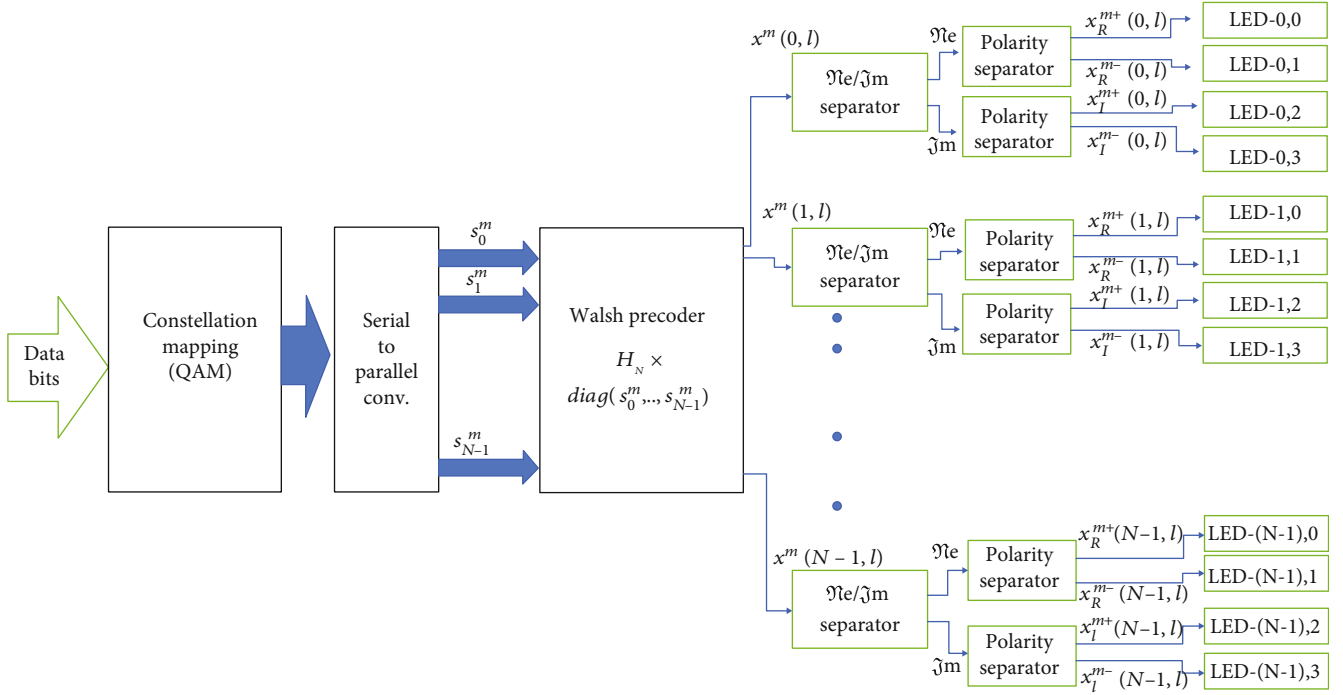 Data
bits
Constellation
mapping
(QAM)
Serial
to
parallel
conv.
s_0^m
s_1^m
s_{N–1}^m
Walsh precoder
H_N ×
diag( s_0^m,.., s_{N–1}^m)
x^m (0, l)
ℜe/ℑm
separator
ℜe
ℑm
Polarity
separator
Polarity
separator
x_R^{m+} (0, l)
x_R^{m–} (0, l)
x_I^{m+} (0, l)
x_I^{m–} (0, l)
LED-0,0
LED-0,1
LED-0,2
LED-0,3
x^m (1, l)
ℜe/ℑm
separator
ℜe
ℑm
Polarity
separator
Polarity
separator
x_R^{m+} (1, l)
x_R^{m–} (1, l)
x_I^{m+} (1, l)
x_I^{m–} (1, l)
LED-1,0
LED-1,1
LED-1,2
LED-1,3
x^m (N – 1, l)
ℜe/ℑm
separator
ℜe
ℑm
Polarity
separator
Polarity
separator
x_R^{m+}(N–1, l)
x_R^{m–} (N–1, l)
x_l^{m+}(N–1, l)
x_l^{m–} (N–1, l)
LED-(N-1),0
LED-(N-1),1
LED-(N-1),2
LED-(N-1),3